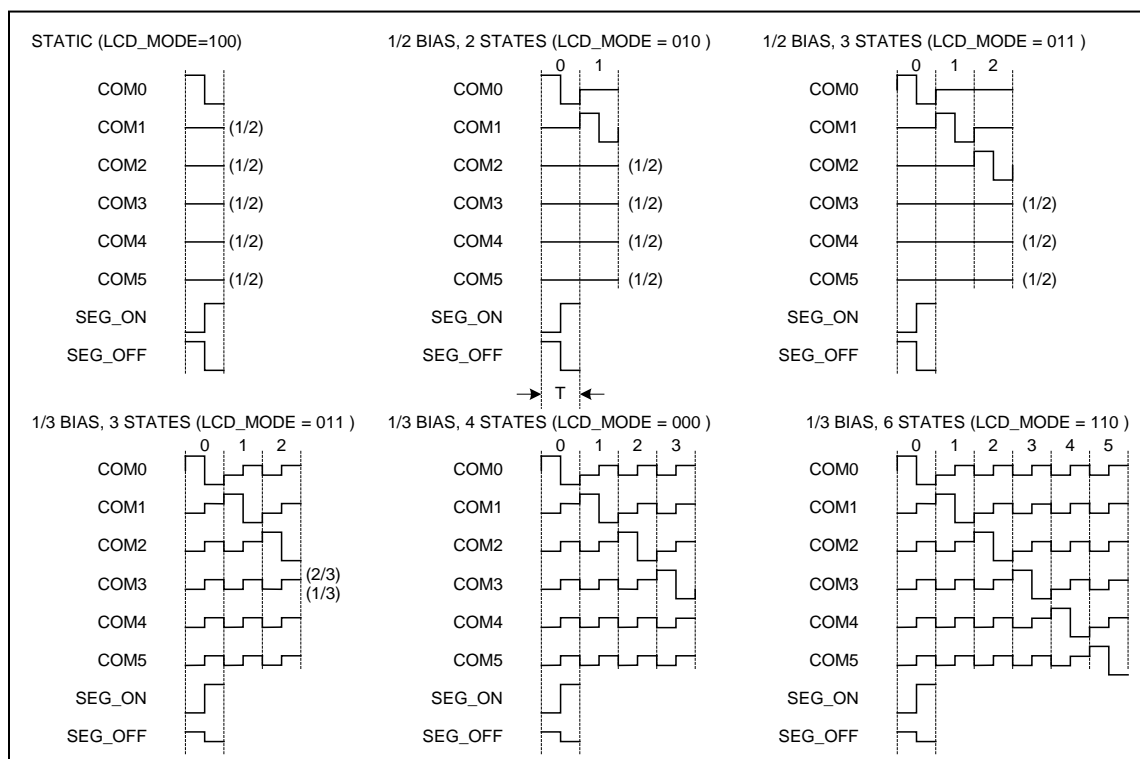 STATIC (LCD_MODE=100)
COM0
COM1 (1/2)
COM2 (1/2)
COM3 (1/2)
COM4 (1/2)
COM5 (1/2)
SEG_ON
SEG_OFF
1/2 BIAS, 2 STATES (LCD_MODE = 010 )
0 1
COM0
COM1
COM2 (1/2)
COM3 (1/2)
COM4 (1/2)
COM5 (1/2)
SEG_ON
SEG_OFF
T
1/2 BIAS, 3 STATES (LCD_MODE = 011 )
0 1 2
COM0
COM1
COM2
COM3 (1/2)
COM4 (1/2)
COM5 (1/2)
SEG_ON
SEG_OFF
1/3 BIAS, 3 STATES (LCD_MODE = 011 )
0 1 2
COM0
COM1
COM2
(2/3)
COM3
(1/3)
COM4
COM5
SEG_ON
SEG_OFF
1/3 BIAS, 4 STATES (LCD_MODE = 000 )
0 1 2 3
COM0
COM1
COM2
COM3
COM4
COM5
SEG_ON
SEG_OFF
1/3 BIAS, 6 STATES (LCD_MODE = 110 )
0 1 2 3 4 5
COM0
COM1
COM2
COM3
COM4
COM5
SEG_ON
SEG_OFF